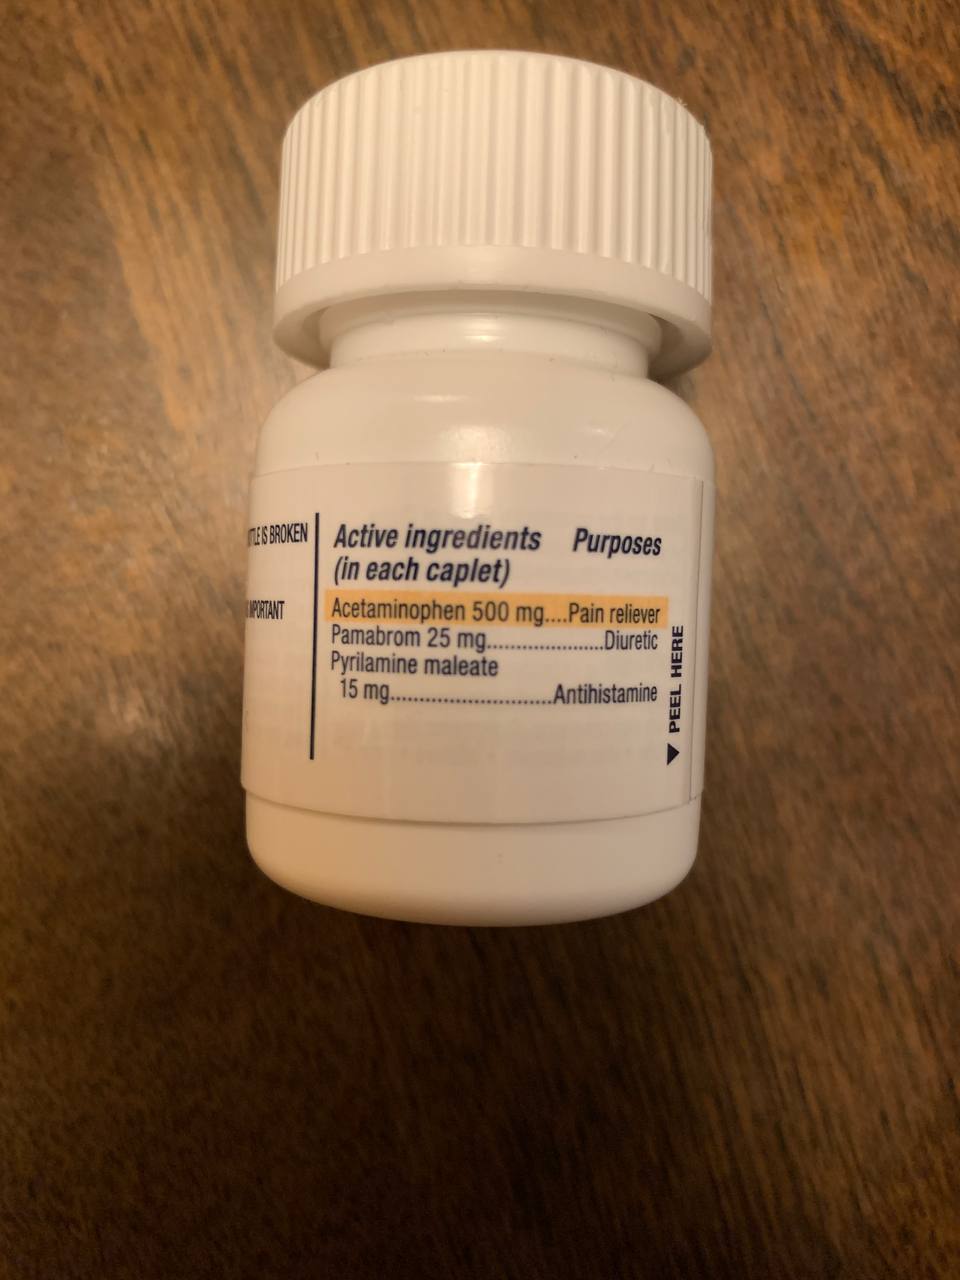 IS BROKEN
IMPORTANT
Active ingredients Purposes
(in each caplet)
Acetaminophen 500 mg....Pain reliever
Pamabrom 25 mg.....................Diuretic
Pyrilamine maleate
15 mg............................Antihistamine
PEEL HERE